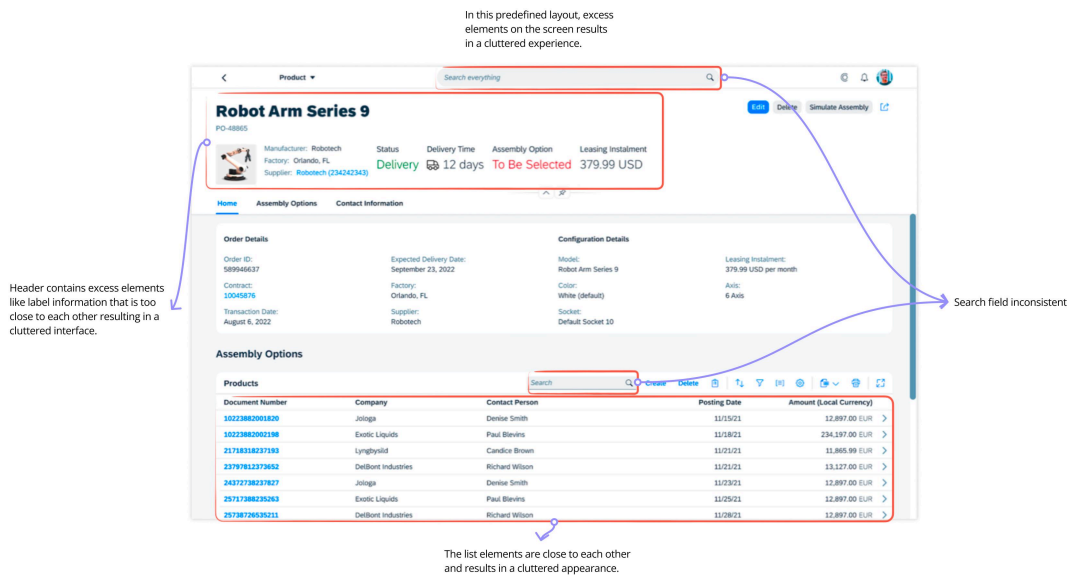 In this predefined layout, excess
elements on the screen results
in a cluttered experience.
Product
Search everything
Robot Arm Series 9
PO-48865
Edit
Delete
Simulate Assembly
Manufacturer: Robotech
Factory: Orlando, FL
Supplier: Robotech (234242343)
Status
Delivery
Delivery Time
12 days
Assembly Option
To Be Selected
Leasing Instalment
379.99 USD
Home
Assembly Options
Contact Information
Order Details
Configuration Details
Order ID:
589946637
Expected Delivery Date:
September 23, 2022
Model:
Robot Arm Series 9
Leasing Instalment:
379.99 USD per month
Contract:
10045876
Factory:
Orlando, FL
Color:
White (default)
Axis:
6 Axis
Transaction Date:
August 6, 2022
Supplier:
Robotech
Socket:
Default Socket 10
Header contains excess elements
like label information that is too
close to each other resulting in a
cluttered interface.
Search field inconsistent
Assembly Options
Products
Search
Create
Delete
Document Number Company Contact Person Posting Date Amount (Local Currency)
10223882001820 Jologa Denise Smith 11/15/21 12,897.00 EUR
10223882002198 Exotic Liquids Paul Blevins 11/18/21 234,197.00 EUR
21718318237193 Lyngbysild Candice Brown 11/21/21 11,865.99 EUR
23797812373652 DelBont Industries Richard Wilson 11/21/21 13,127.00 EUR
24372738237827 Jologa Denise Smith 11/23/21 12,897.00 EUR
25717388235263 Exotic Liquids Paul Blevins 11/25/21 12,897.00 EUR
25738726535211 DelBont Industries Richard Wilson 11/28/21 12,897.00 EUR
The list elements are close to each other
and results in a cluttered appearance.